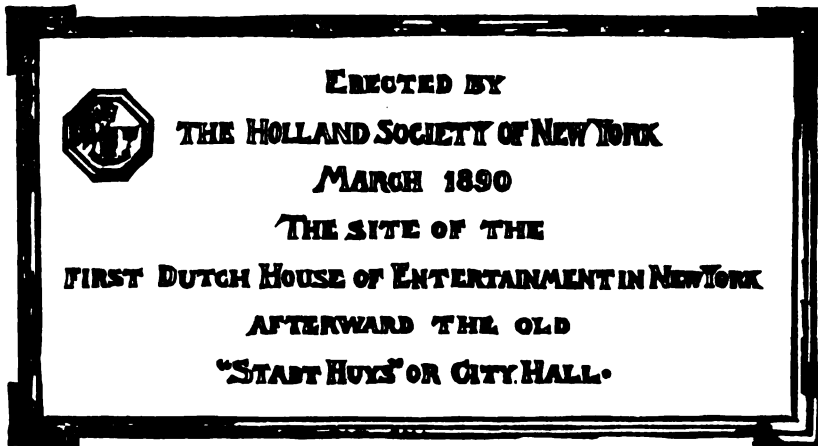 ERECTED BY
THE HOLLAND SOCIETY OF NEW YORK
MARCH 1890
THE SITE OF THE
FIRST DUTCH HOUSE OF ENTERTAINMENT IN NEW YORK
AFTERWARD THE OLD
"STADT HUYS" OR CITY HALL.